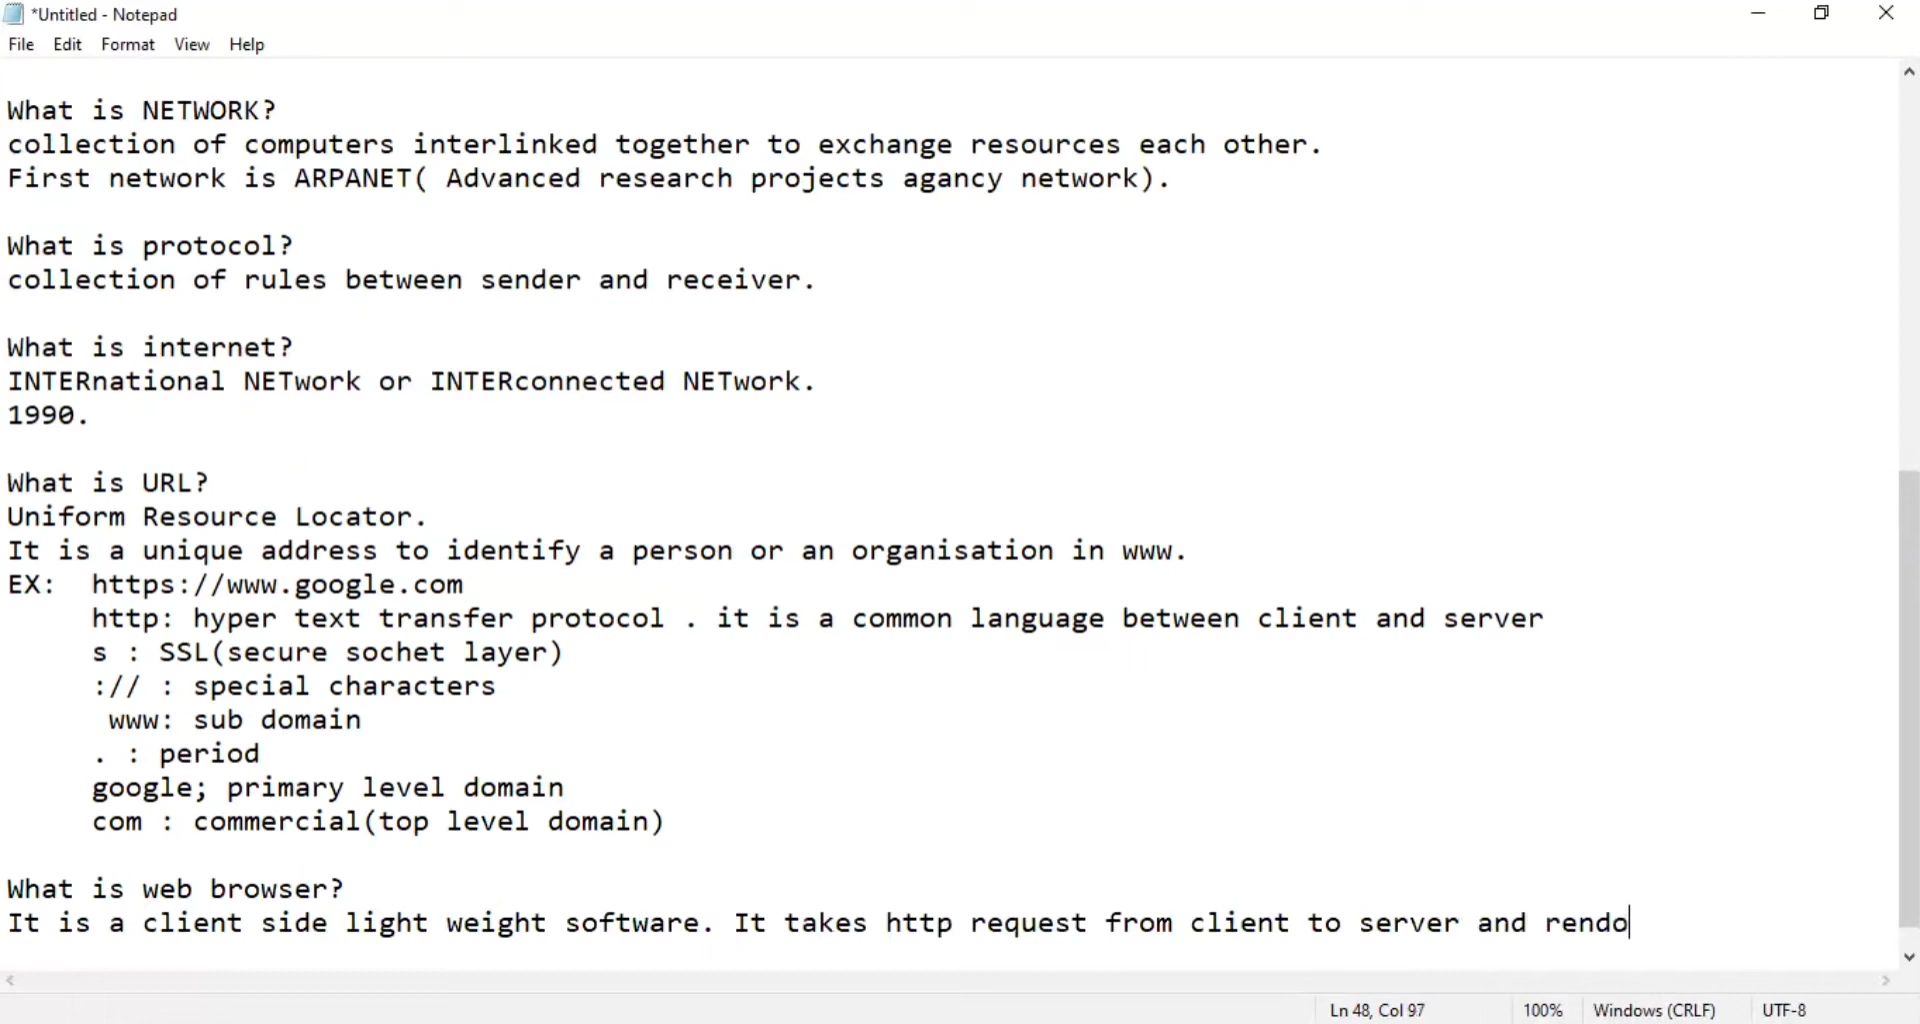 *Untitled - Notepad
File Edit Format View Help
What is NETWORK?
collection of computers interlinked together to exchange resources each other.
First network is ARPANET( Advanced research projects agancy network).
What is protocol?
collection of rules between sender and receiver.
What is internet?
INTERnational NETwork or INTERconnected NETwork.
1990.
What is URL?
Uniform Resource Locator.
It is a unique address to identify a person or an organisation in www.
EX: https://www.google.com
http: hyper text transfer protocol . it is a common language between client and server
s : SSL(secure sochet layer)
:// : special characters
www: sub domain
. : period
google; primary level domain
com : commercial(top level domain)
What is web browser?
It is a client side light weight software. It takes http request from client to server and rendo
Ln 48, Col 97 100% Windows (CRLF) UTF-8